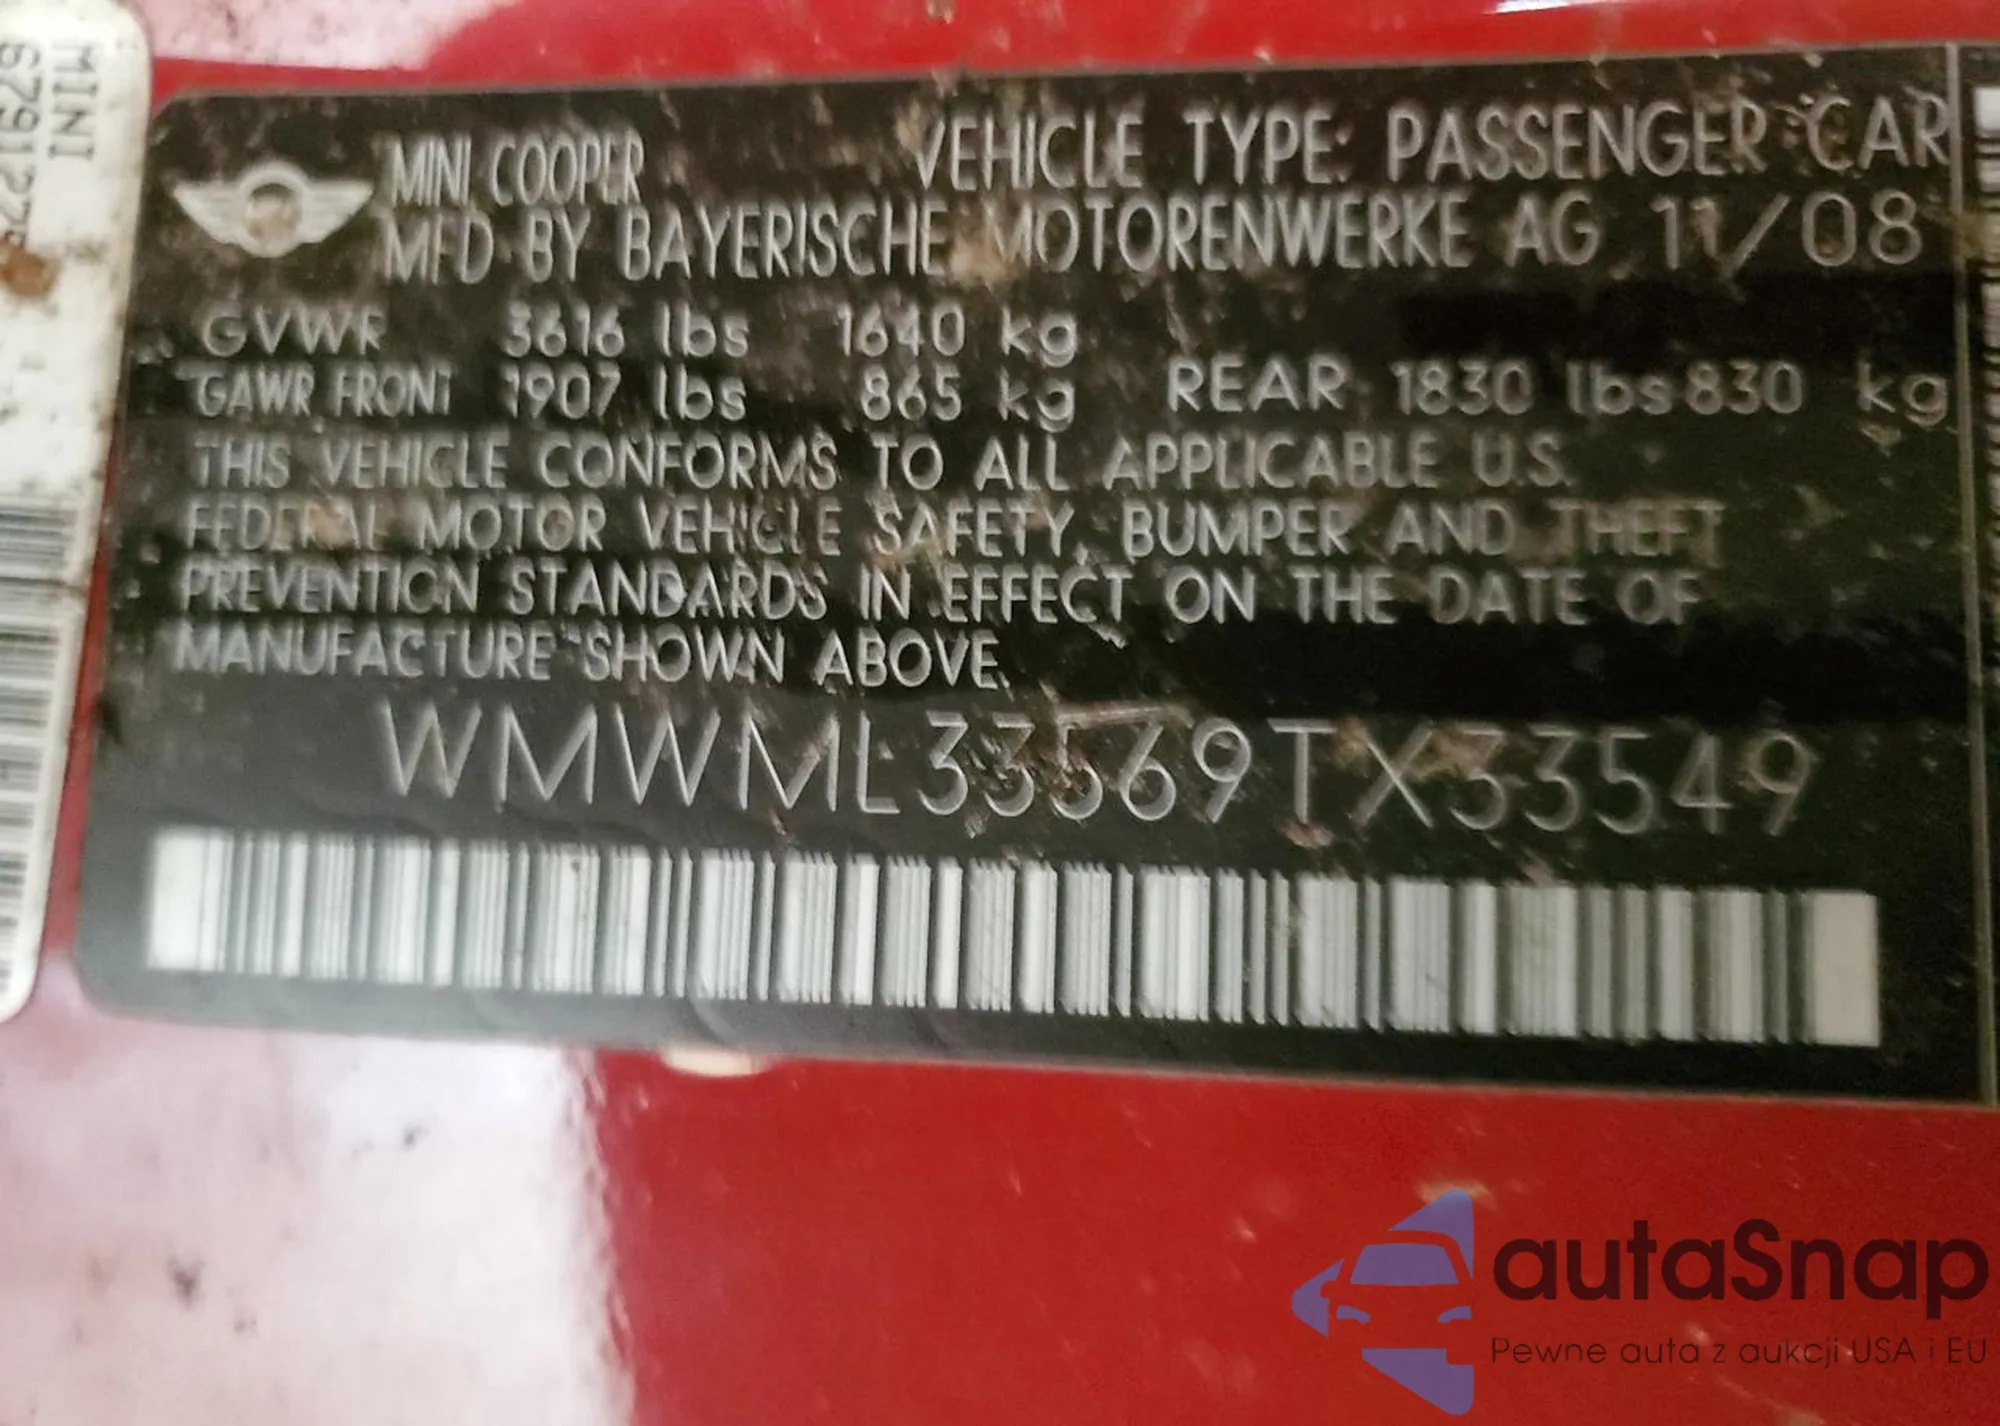 MINI
6791225
MINI COOPER VEHICLE TYPE: PASSENGER CAR
MFD BY BAYERISCHE MOTORENWERKE AG 11/08
GVWR 3616 lbs 1640 kg
GAWR FRONT 1907 lbs 865 kg REAR 1830 lbs 830 kg
THIS VEHICLE CONFORMS TO ALL APPLICABLE U.S.
FEDERAL MOTOR VEHICLE SAFETY, BUMPER AND THEFT
PREVENTION STANDARDS IN EFFECT ON THE DATE OF
MANUFACTURE SHOWN ABOVE.
WMWML33569TX33549
autaSnap
Pewne auta z aukcji USA i EU